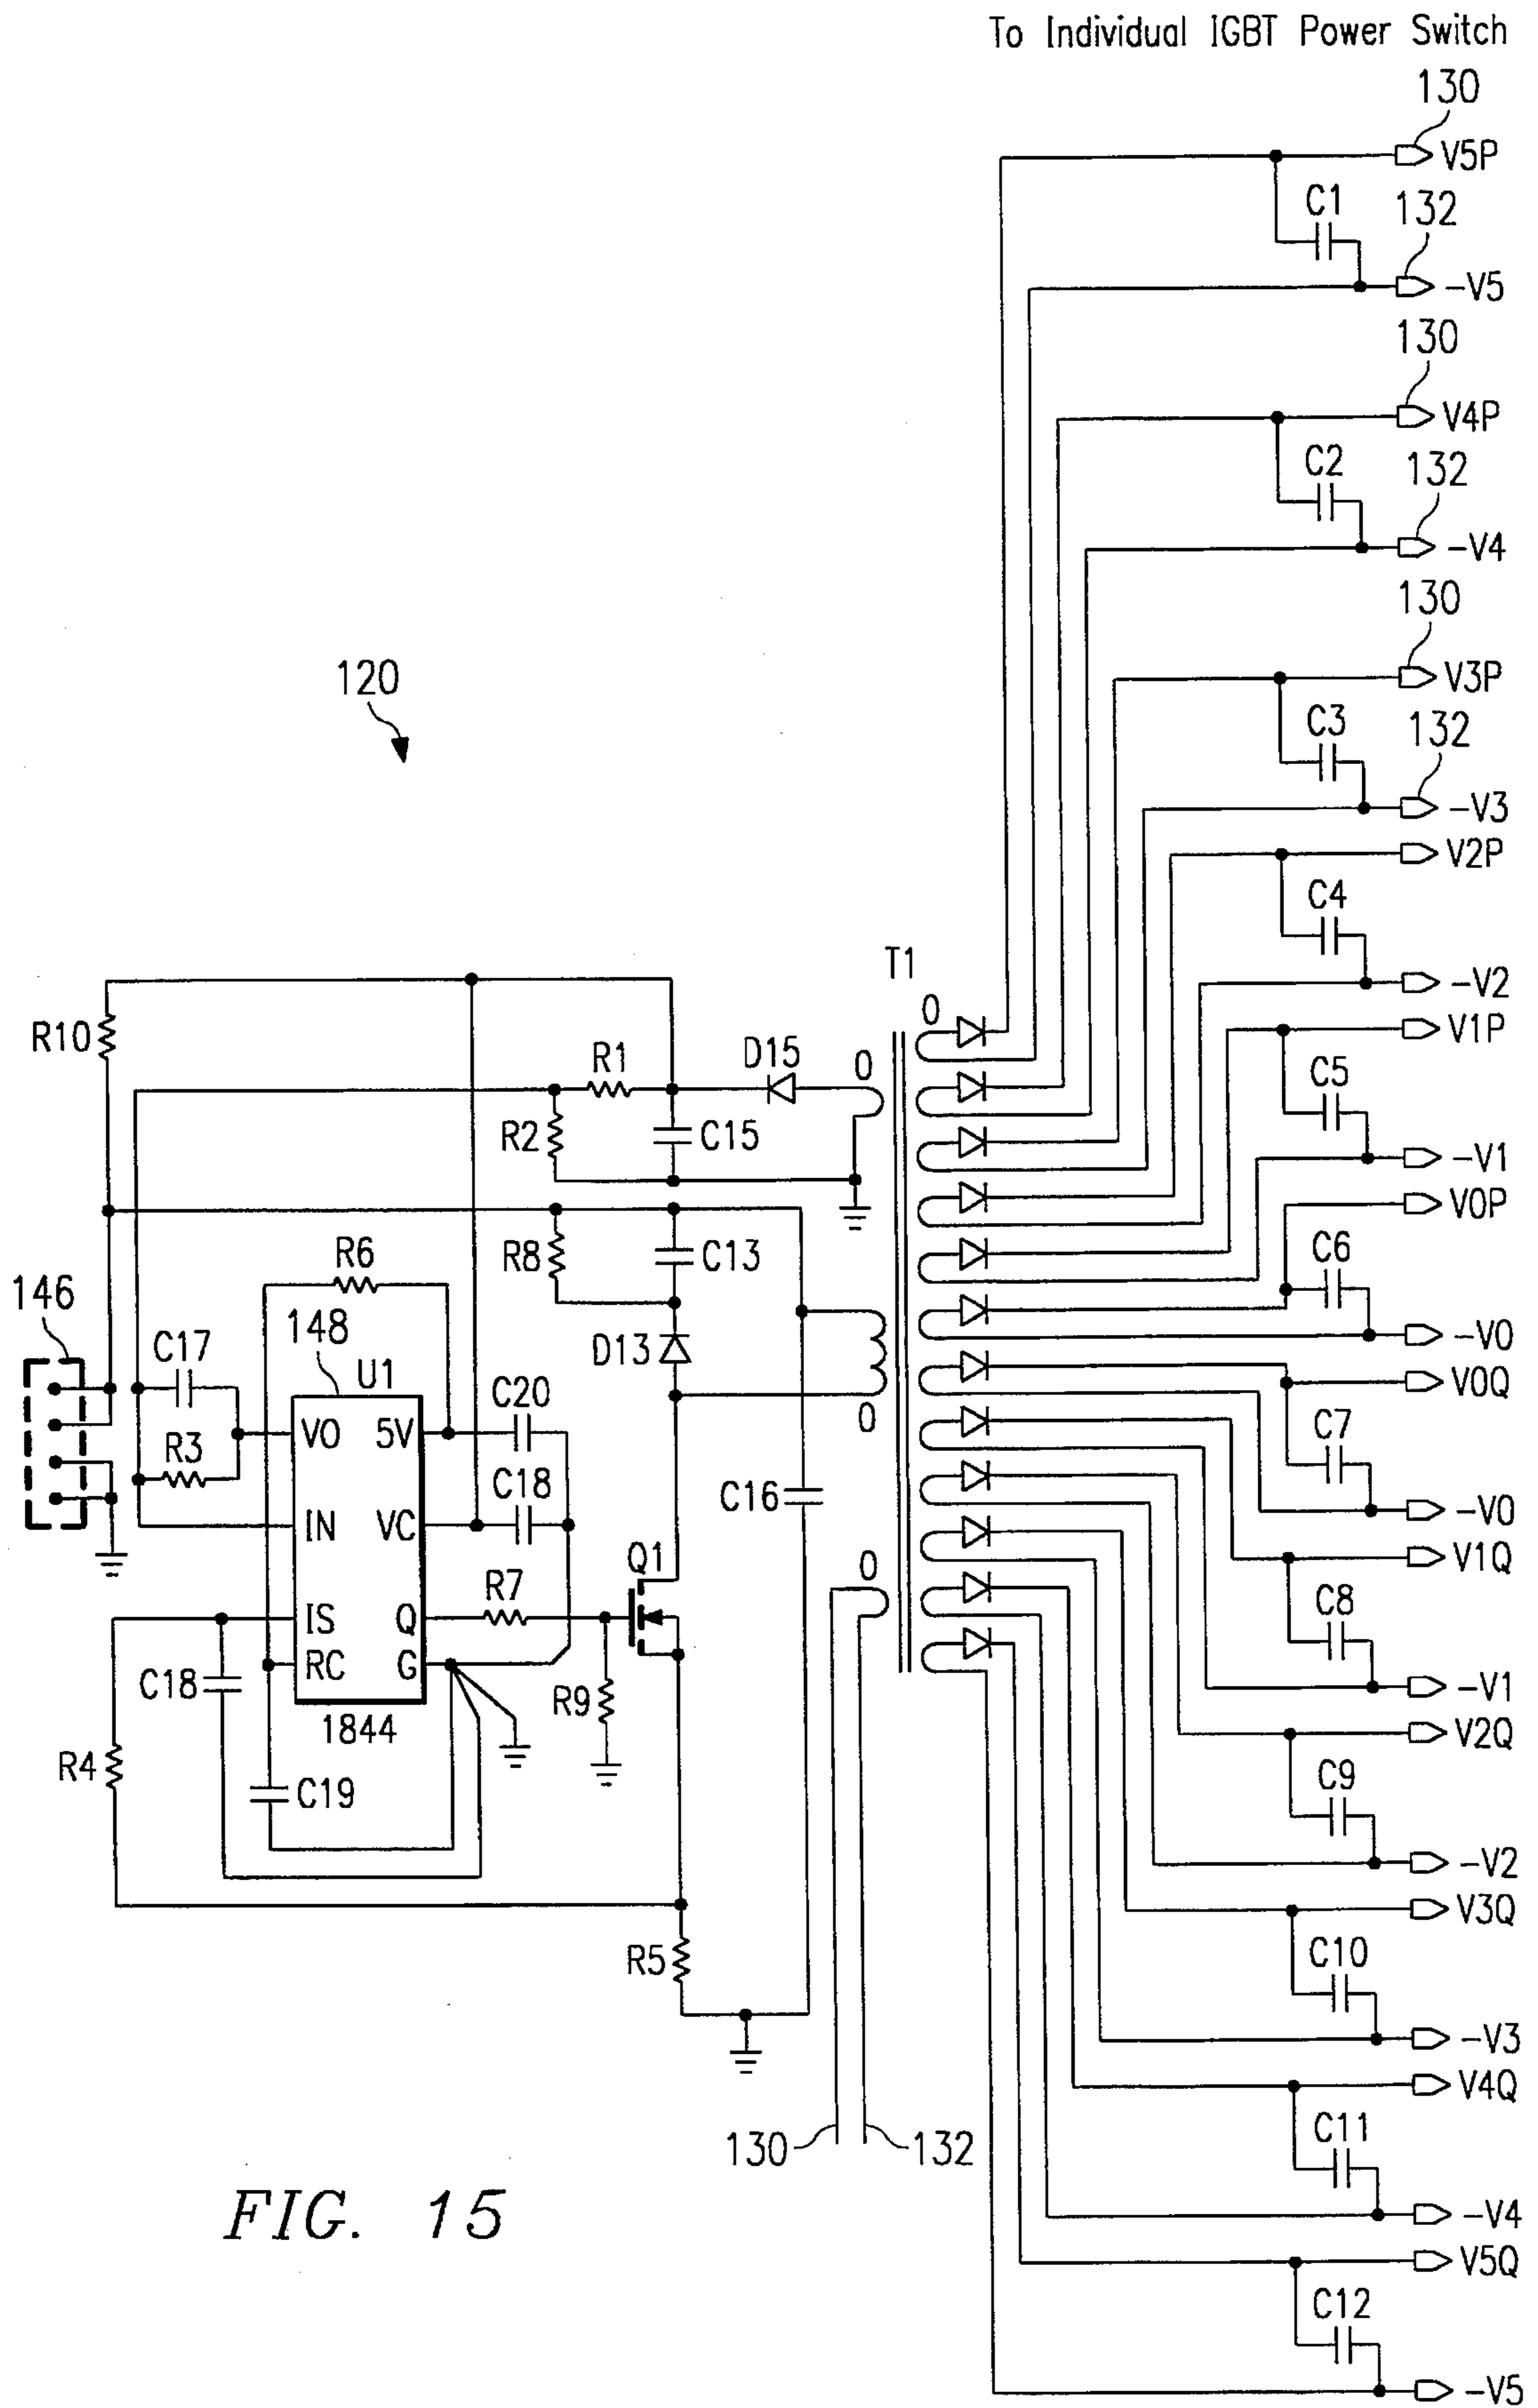 To Individual IGBT Power Switch
130
V5P
C1
132
-V5
130
V4P
C2
132
-V4
130
V3P
C3
132
-V3
120
V2P
C4
-V2
T1
0
V1P
R10
R1
D15
0
C5
R2
C15
-V1
V0P
R8
C13
C6
R6
146
148
D13
-V0
C17
U1
C20
0
V0Q
VO
5V
R3
C7
C18
C16
IN
VC
-V0
Q1
0
V1Q
R7
C8
IS
Q
RC
G
C18
R9
-V1
1844
V2Q
R4
C19
C9
-V2
V3Q
R5
C10
-V3
V4Q
130
132
C11
FIG. 15
-V4
V5Q
C12
-V5